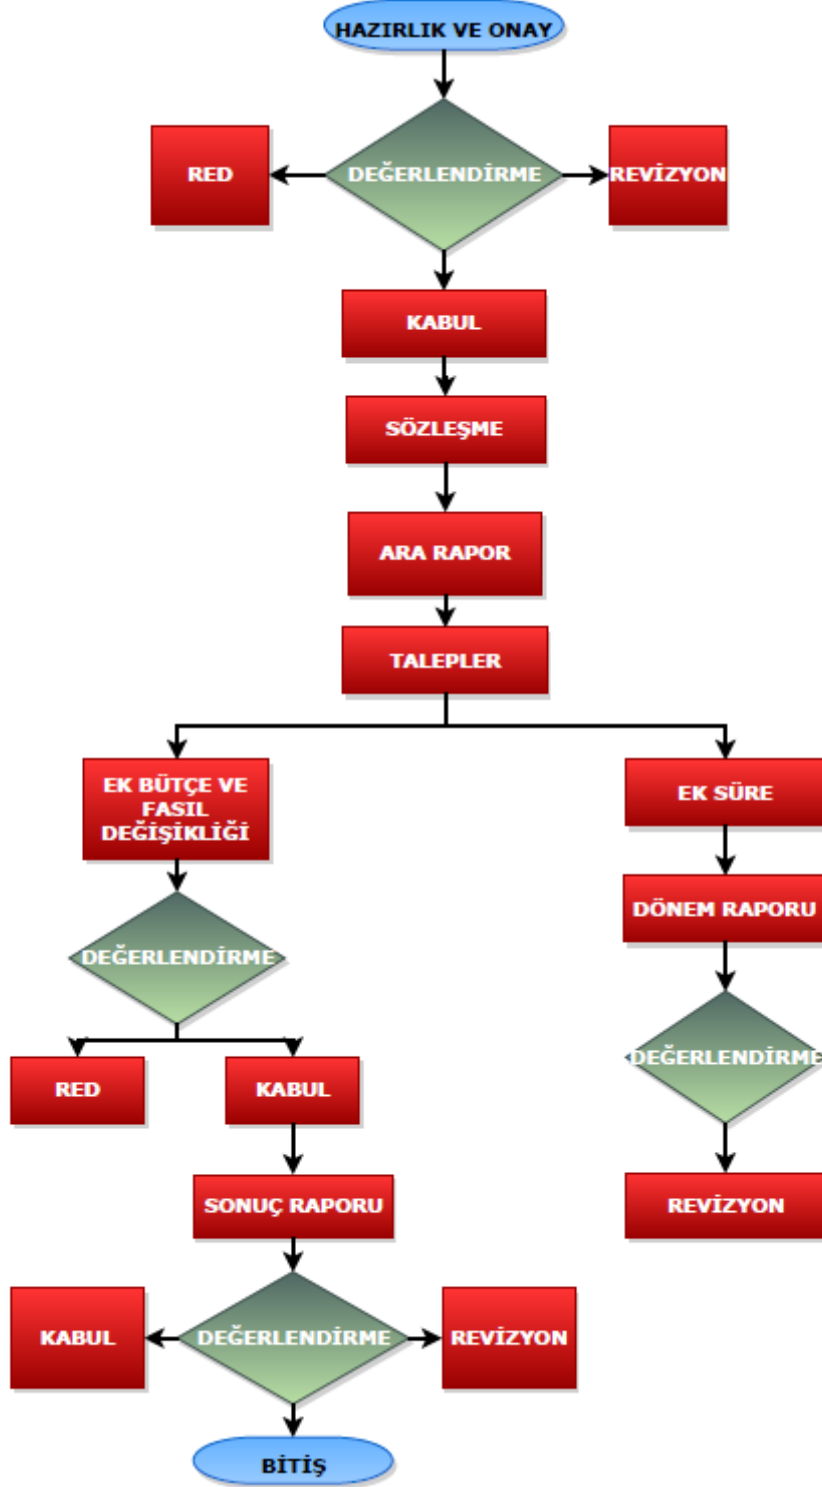 HAZIRLIK VE ONAY
RED
DEĞERLENDİRME
REVİZYON
KABUL
SÖZLEŞME
ARA RAPOR
TALEPLER
EK BÜTÇE VE
FASIL
DEĞİŞİKLİĞİ
EK SÜRE
DÖNEM RAPORU
DEĞERLENDİRME
DEĞERLENDİRME
RED
KABUL
SONUÇ RAPORU
REVİZYON
KABUL
DEĞERLENDİRME
REVİZYON
BİTİŞ